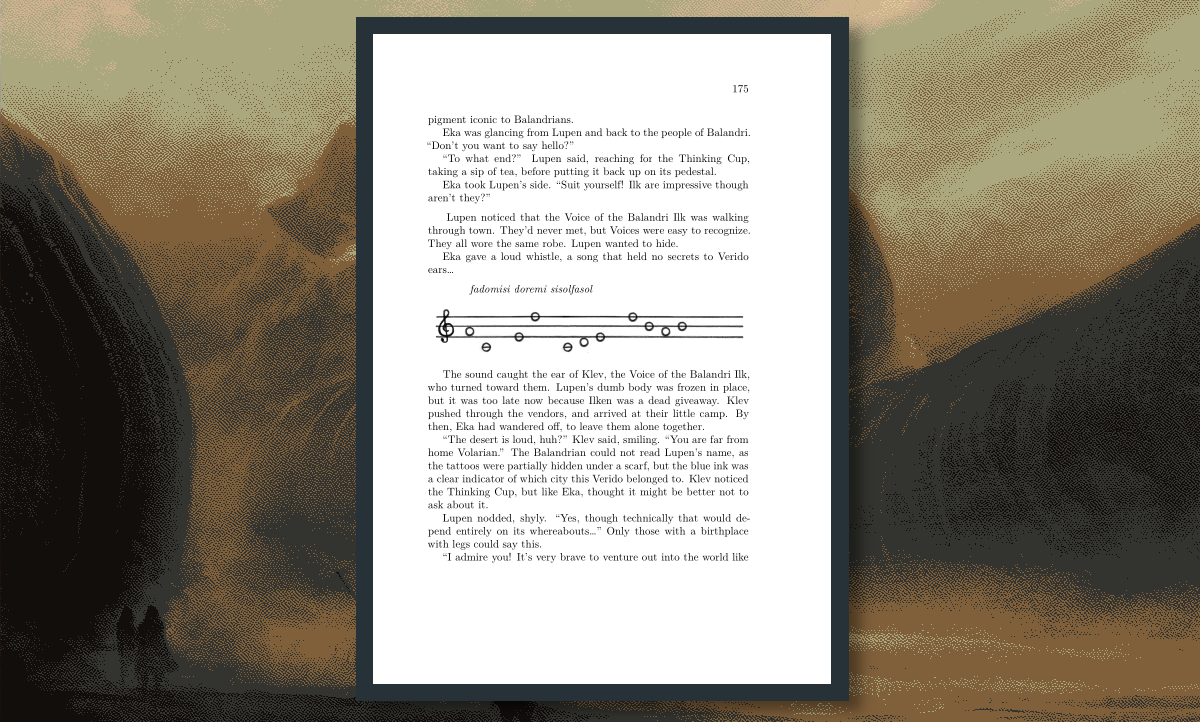 175
pigment iconic to Balandrians.
Eka was glancing from Lupen and back to the people of Balandri.
“Don’t you want to say hello?”
“To what end?” Lupen said, reaching for the Thinking Cup,
taking a sip of tea, before putting it back up on its pedestal.
Eka took Lupen’s side. “Suit yourself! Ilk are impressive though
aren’t they?”
Lupen noticed that the Voice of the Balandri Ilk was walking
through town. They’d never met, but Voices were easy to recognize.
They all wore the same robe. Lupen wanted to hide.
Eka gave a loud whistle, a song that held no secrets to Verido
ears…
fadomisi doremi sisolfasol
The sound caught the ear of Klev, the Voice of the Balandri Ilk,
who turned toward them. Lupen’s dumb body was frozen in place,
but it was too late now because Ilken was a dead giveaway. Klev
pushed through the vendors, and arrived at their little camp. By
then, Eka had wandered off, to leave them alone together.
“The desert is loud, huh?” Klev said, smiling. “You are far from
home Volarian.” The Balandrian could not read Lupen’s name, as
the tattoos were partially hidden under a scarf, but the blue ink was
a clear indicator of which city this Verido belonged to. Klev noticed
the Thinking Cup, but like Eka, thought it might be better not to
ask about it.
Lupen nodded, shyly. “Yes, though technically that would de-
pend entirely on its whereabouts…” Only those with a birthplace
with legs could say this.
“I admire you! It’s very brave to venture out into the world like